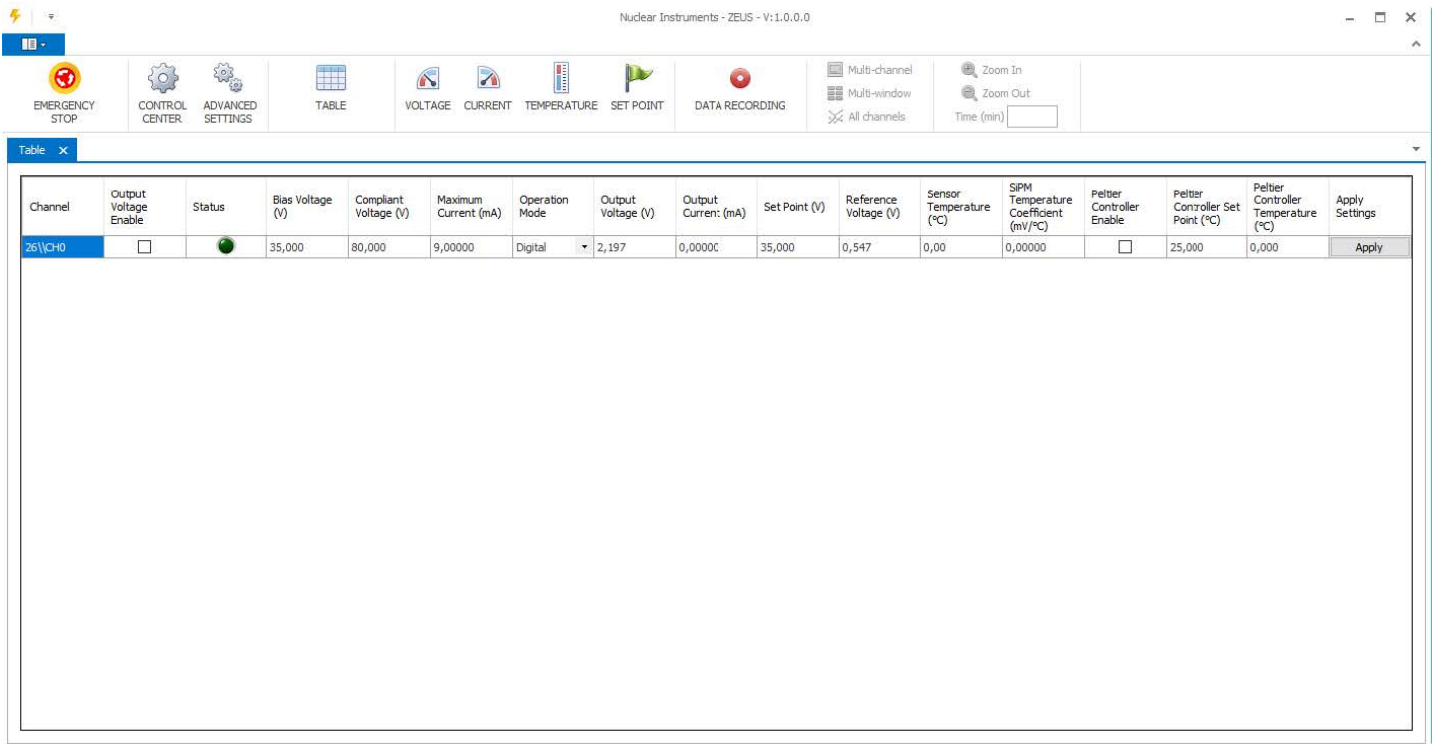 Nuclear Instruments - ZEUS - V:1.0.0.0
EMERGENCY
STOP
CONTROL
CENTER
ADVANCED
SETTINGS
TABLE
VOLTAGE
CURRENT
TEMPERATURE
SET POINT
DATA RECORDING
Multi-channel
Multi-window
All channels
Zoom In
Zoom Out
Time (min)
Table
Channel
Output
Voltage
Enable
Status
Bias Voltage
(V)
Compliant
Voltage (V)
Maximum
Current (mA)
Operation
Mode
Output
Voltage (V)
Output
Current (mA)
Set Point (V)
Reference
Voltage (V)
Sensor
Temperature
(°C)
SiPM
Temperature
Coefficient
(mV/°C)
Peltier
Controller
Enable
Peltier
Controller Set
Point (°C)
Peltier
Controller
Temperature
(°C)
Apply
Settings
26\\CH0 35,000 80,000 9,00000 Digital 2,197 0,00000 35,000 0,547 0,00 0,00000 25,000 0,000 Apply